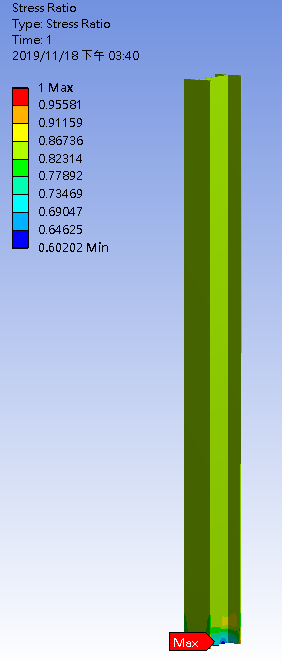 Stress Ratio
Type: Stress Ratio
Time: 1
2019/11/18 下午 03:40
1 Max
0.95581
0.91159
0.86736
0.82314
0.77892
0.73469
0.69047
0.64625
0.60202 Min
Max